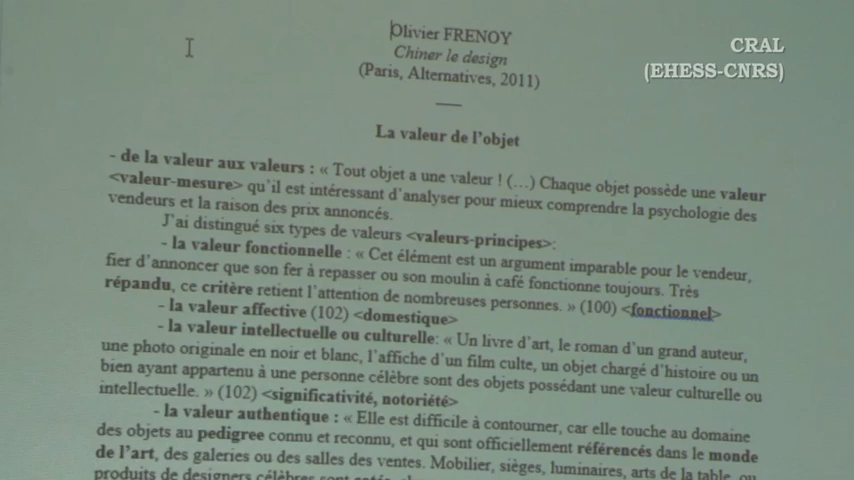 Olivier FRENOY
Chiner le design
(Paris, Alternatives, 2011)
CRAL
(EHESS-CNRS)
La valeur de l'objet
- de la valeur aux valeurs : « Tout objet a une valeur ! (…) Chaque objet possède une valeur
<valeur-mesure> qu'il est intéressant d'analyser pour mieux comprendre la psychologie des
vendeurs et la raison des prix annoncés.
J'ai distingué six types de valeurs <valeurs-principes>:
- la valeur fonctionnelle : « Cet élément est un argument imparable pour le vendeur,
fier d'annoncer que son fer à repasser ou son moulin à café fonctionne toujours. Très
répandu, ce critère retient l'attention de nombreuses personnes. » (100) <fonctionnel>
- la valeur affective (102) <domestique>
- la valeur intellectuelle ou culturelle: « Un livre d'art, le roman d'un grand auteur,
une photo originale en noir et blanc, l'affiche d'un film culte, un objet chargé d'histoire ou un
bien ayant appartenu à une personne célèbre sont des objets possédant une valeur culturelle ou
intellectuelle. » (102) <significativité, notoriété>
- la valeur authentique : « Elle est difficile à contourner, car elle touche au domaine
des objets au pedigree connu et reconnu, et qui sont officiellement référencés dans le monde
de l'art, des galeries ou des salles des ventes. Mobilier, sièges, luminaires, arts de la table, ou
produits de designers célèbres sont